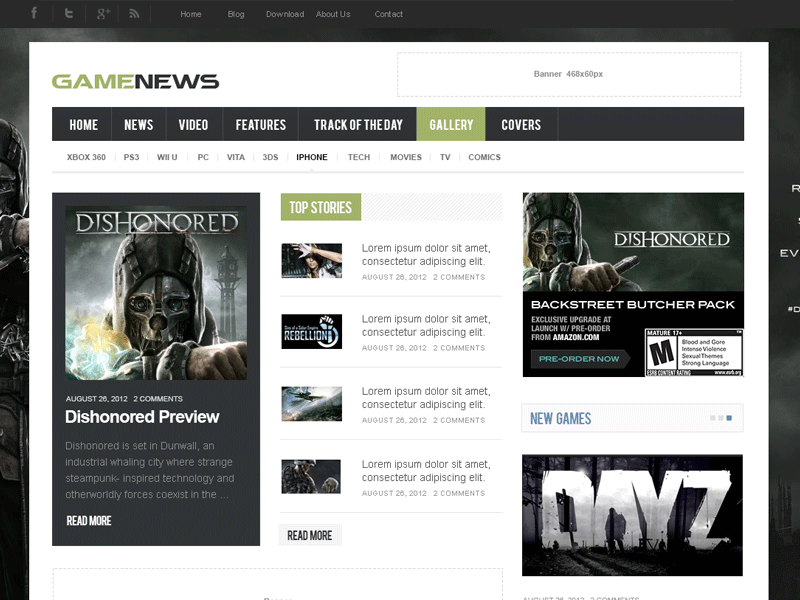 Home Blog Download About Us Contact
GAMENEWS
Banner 468x60px
HOME NEWS VIDEO FEATURES TRACK OF THE DAY GALLERY COVERS
XBOX 360 PS3 WII U PC VITA 3DS IPHONE TECH MOVIES TV COMICS
DISHONORED
AUGUST 26, 2012 2 COMMENTS
Dishonored Preview
Dishonored is set in Dunwall, an
industrial whaling city where strange
steampunk- inspired technology and
otherworldly forces coexist in the ...
READ MORE
TOP STORIES
Lorem ipsum dolor sit amet,
consectetur adipiscing elit.
AUGUST 26, 2012 2 COMMENTS
REBELLION
Lorem ipsum dolor sit amet,
consectetur adipiscing elit.
AUGUST 26, 2012 2 COMMENTS
Lorem ipsum dolor sit amet,
consectetur adipiscing elit.
AUGUST 26, 2012 2 COMMENTS
Lorem ipsum dolor sit amet,
consectetur adipiscing elit.
AUGUST 26, 2012 2 COMMENTS
READ MORE
DISHONORED
BACKSTREET BUTCHER PACK
EXCLUSIVE UPGRADE AT
LAUNCH W/ PRE-ORDER
FROM AMAZON.COM
PRE-ORDER NOW
MATURE 17+
M
Blood and Gore
Intense Violence
Sexual Themes
Strong Language
ESRB CONTENT RATING www.esrb.org
NEW GAMES
DAYZ